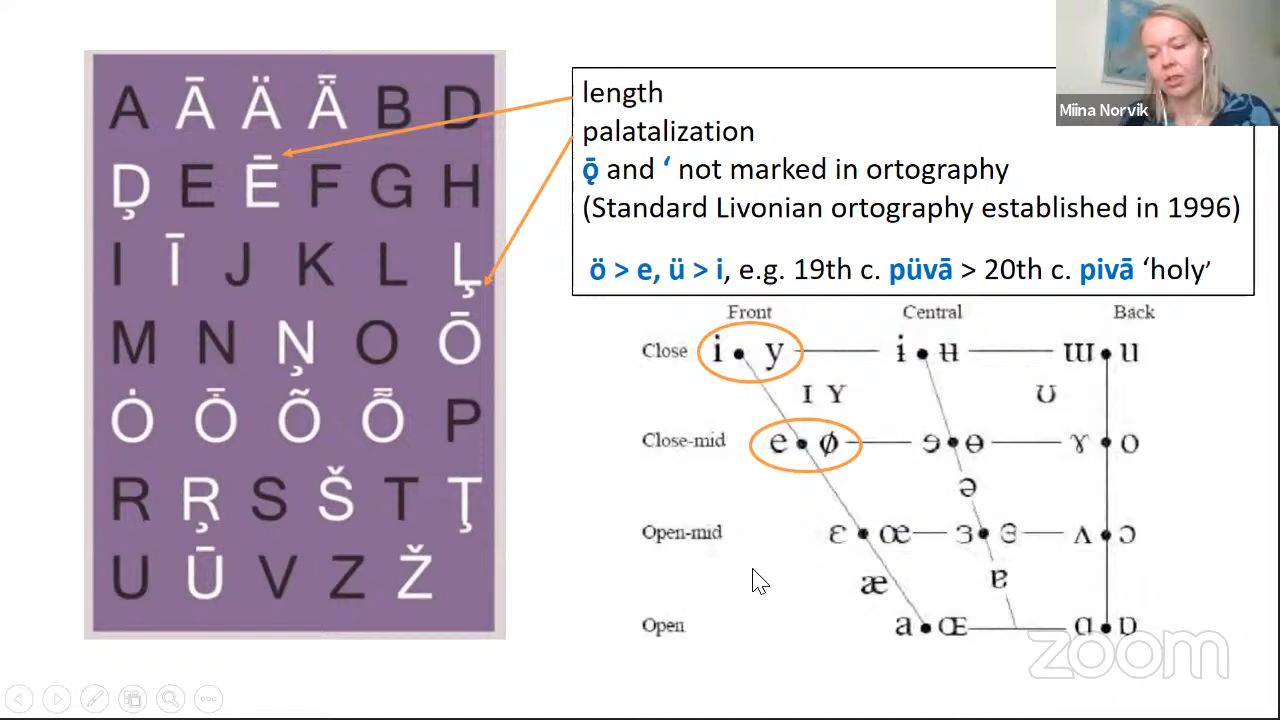 A Ā Ä Ǟ B D
Ḑ E Ē F G H
I Ī J K L Ļ
M N Ņ O Ō
Ȯ Ȱ Õ Ȭ P
R Ŗ S Š T Ţ
U Ū V Z Ž
length
palatalization
ǭ and ‘ not marked in ortography
(Standard Livonian ortography established in 1996)
ö > e, ü > i, e.g. 19th c. püvā > 20th c. pivā ‘holy’
Miina Norvik
Front Central Back
Close i y ɨ ʉ ɯ u
ɪ ʏ ʊ
Close-mid e ø ɘ ɵ ɤ o
ə
Open-mid ɛ œ ɜ ɞ ʌ ɔ
æ ɐ
Open a ɶ ɑ ɒ
zoom